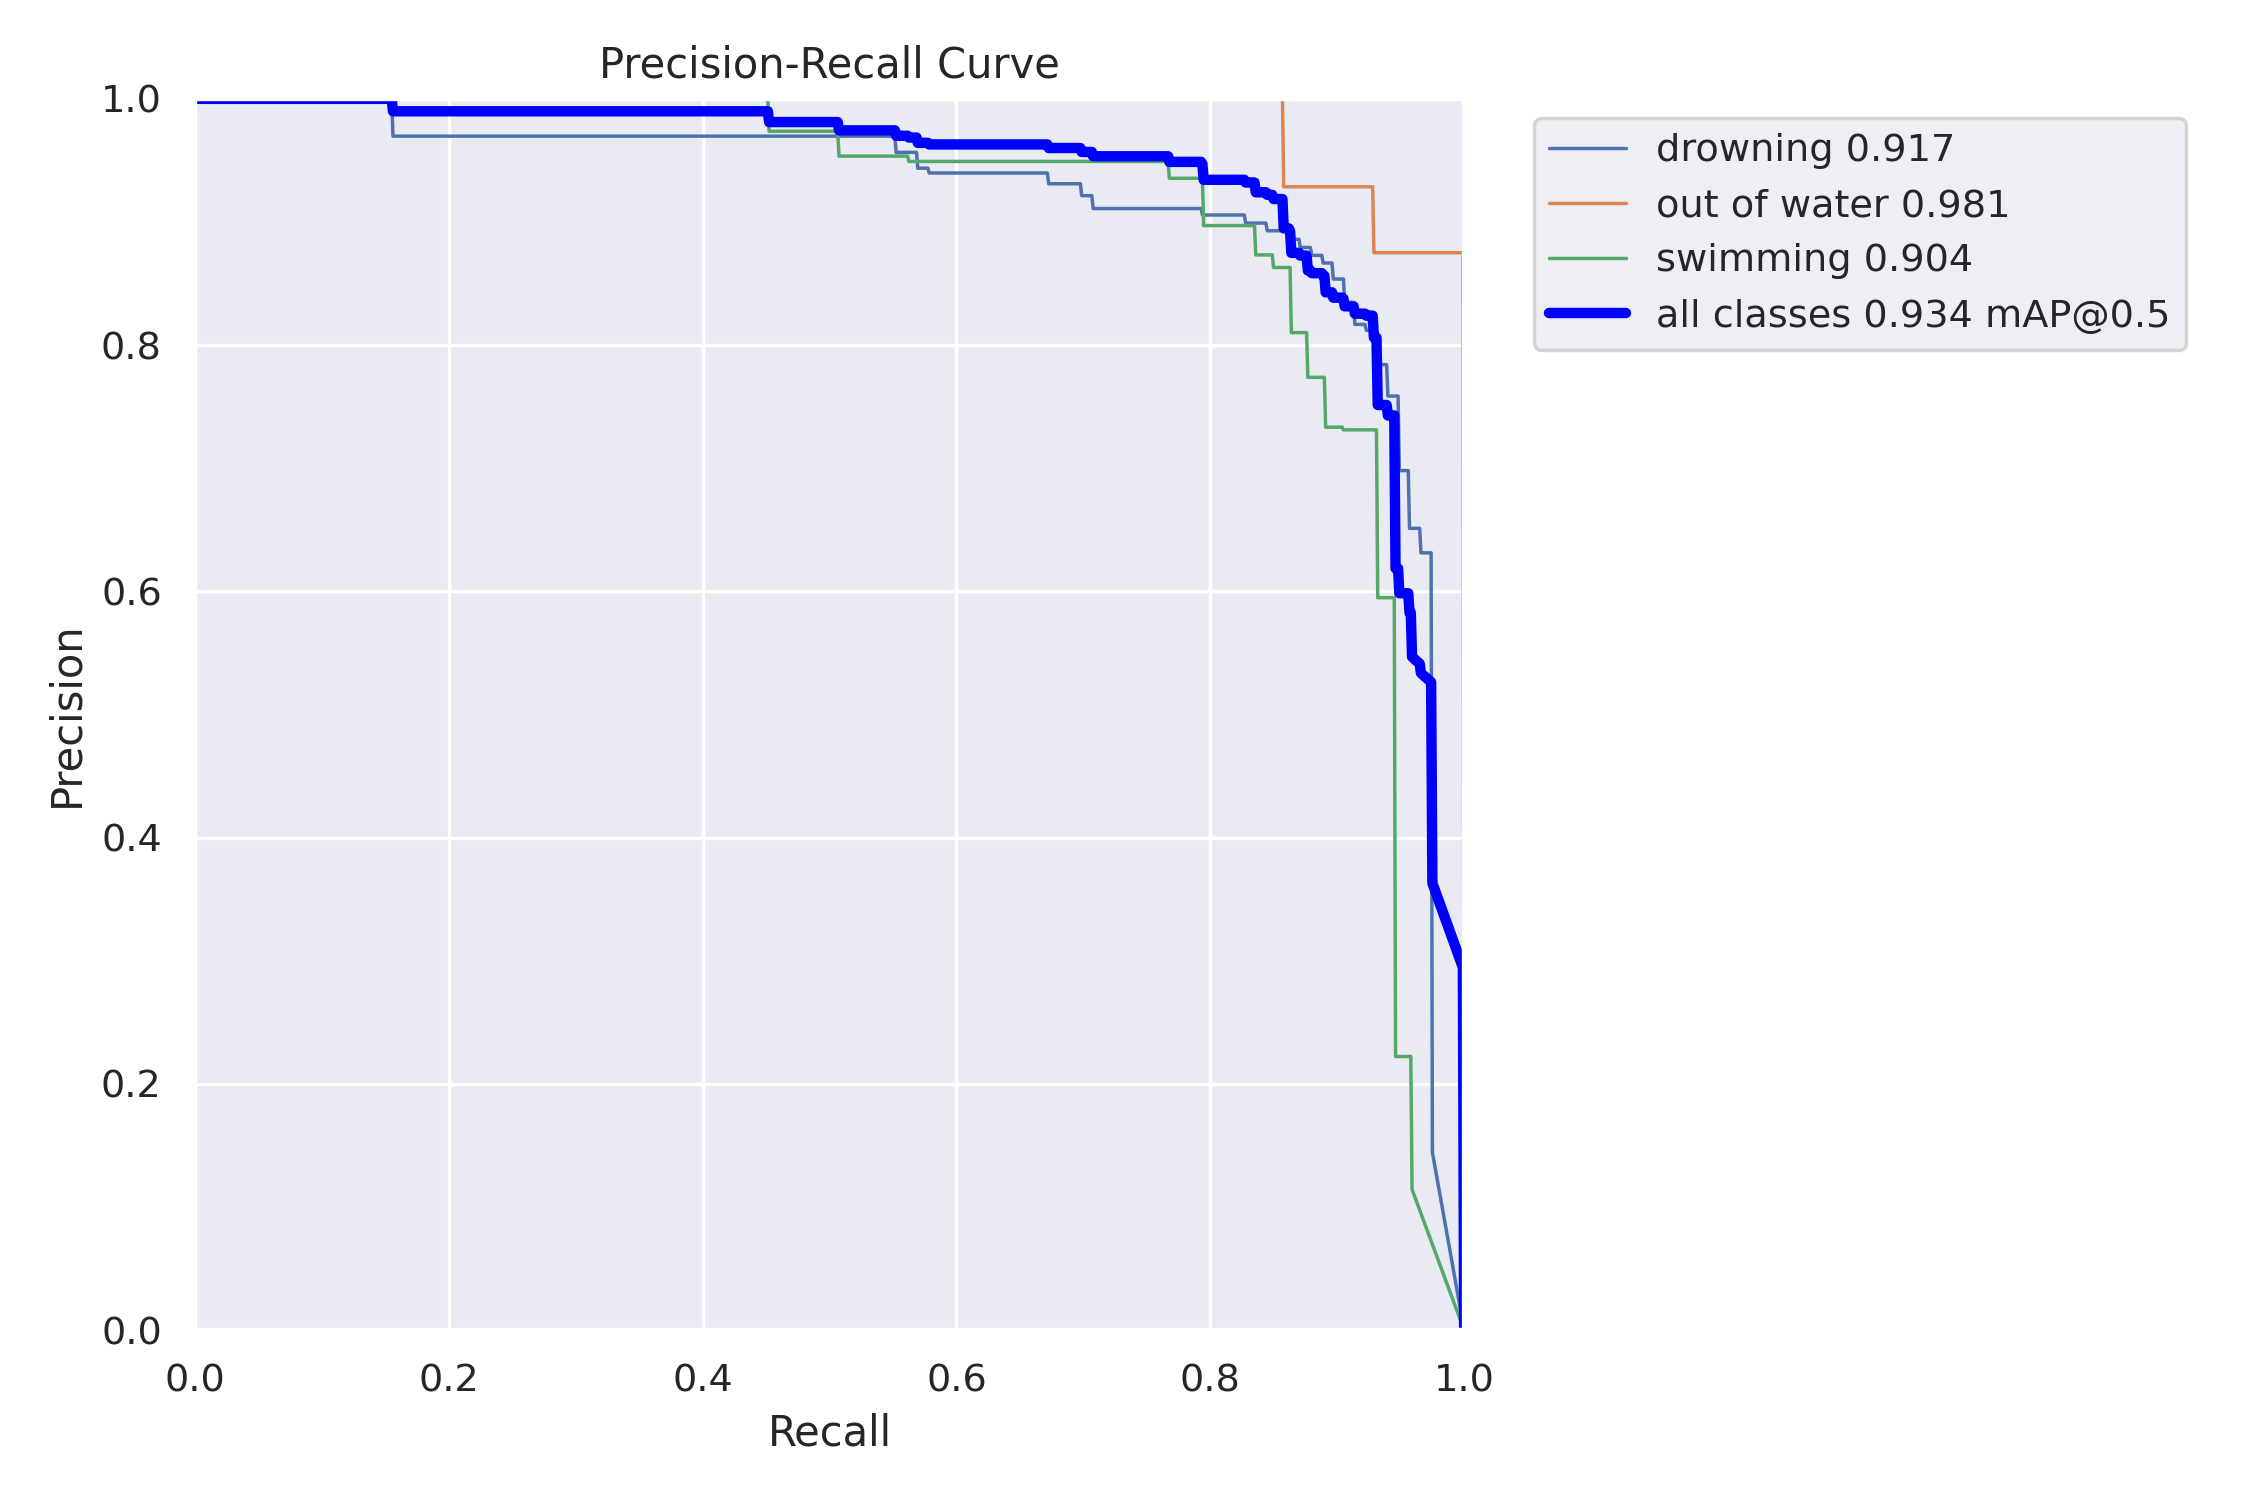 Precision-Recall Curve
1.0
0.8
0.6
0.4
0.2
0.0
Precision
0.0 0.2 0.4 0.6 0.8 1.0
Recall
drowning 0.917
out of water 0.981
swimming 0.904
all classes 0.934 mAP@0.5